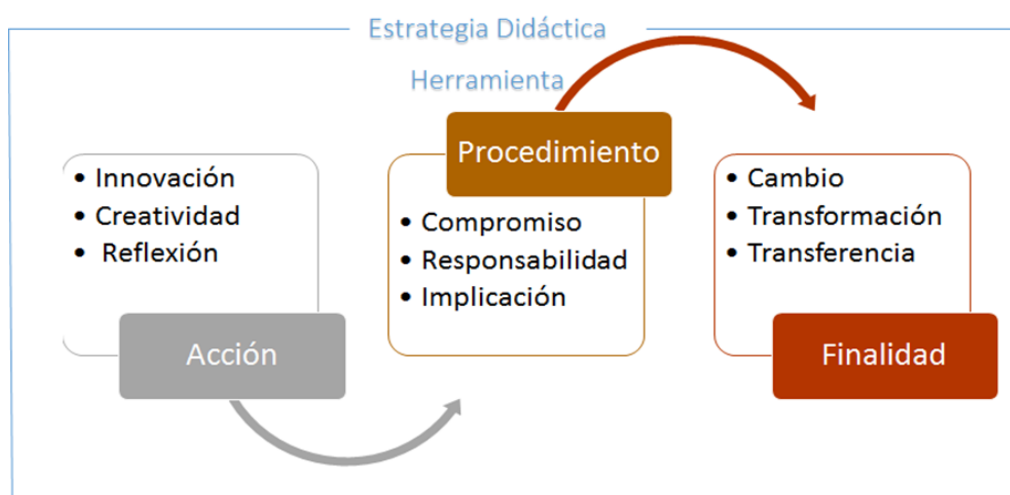 Estrategia Didáctica
Herramienta
• Innovación
• Creatividad
• Reflexión
Acción
Procedimiento
• Compromiso
• Responsabilidad
• Implicación
• Cambio
• Transformación
• Transferencia
Finalidad